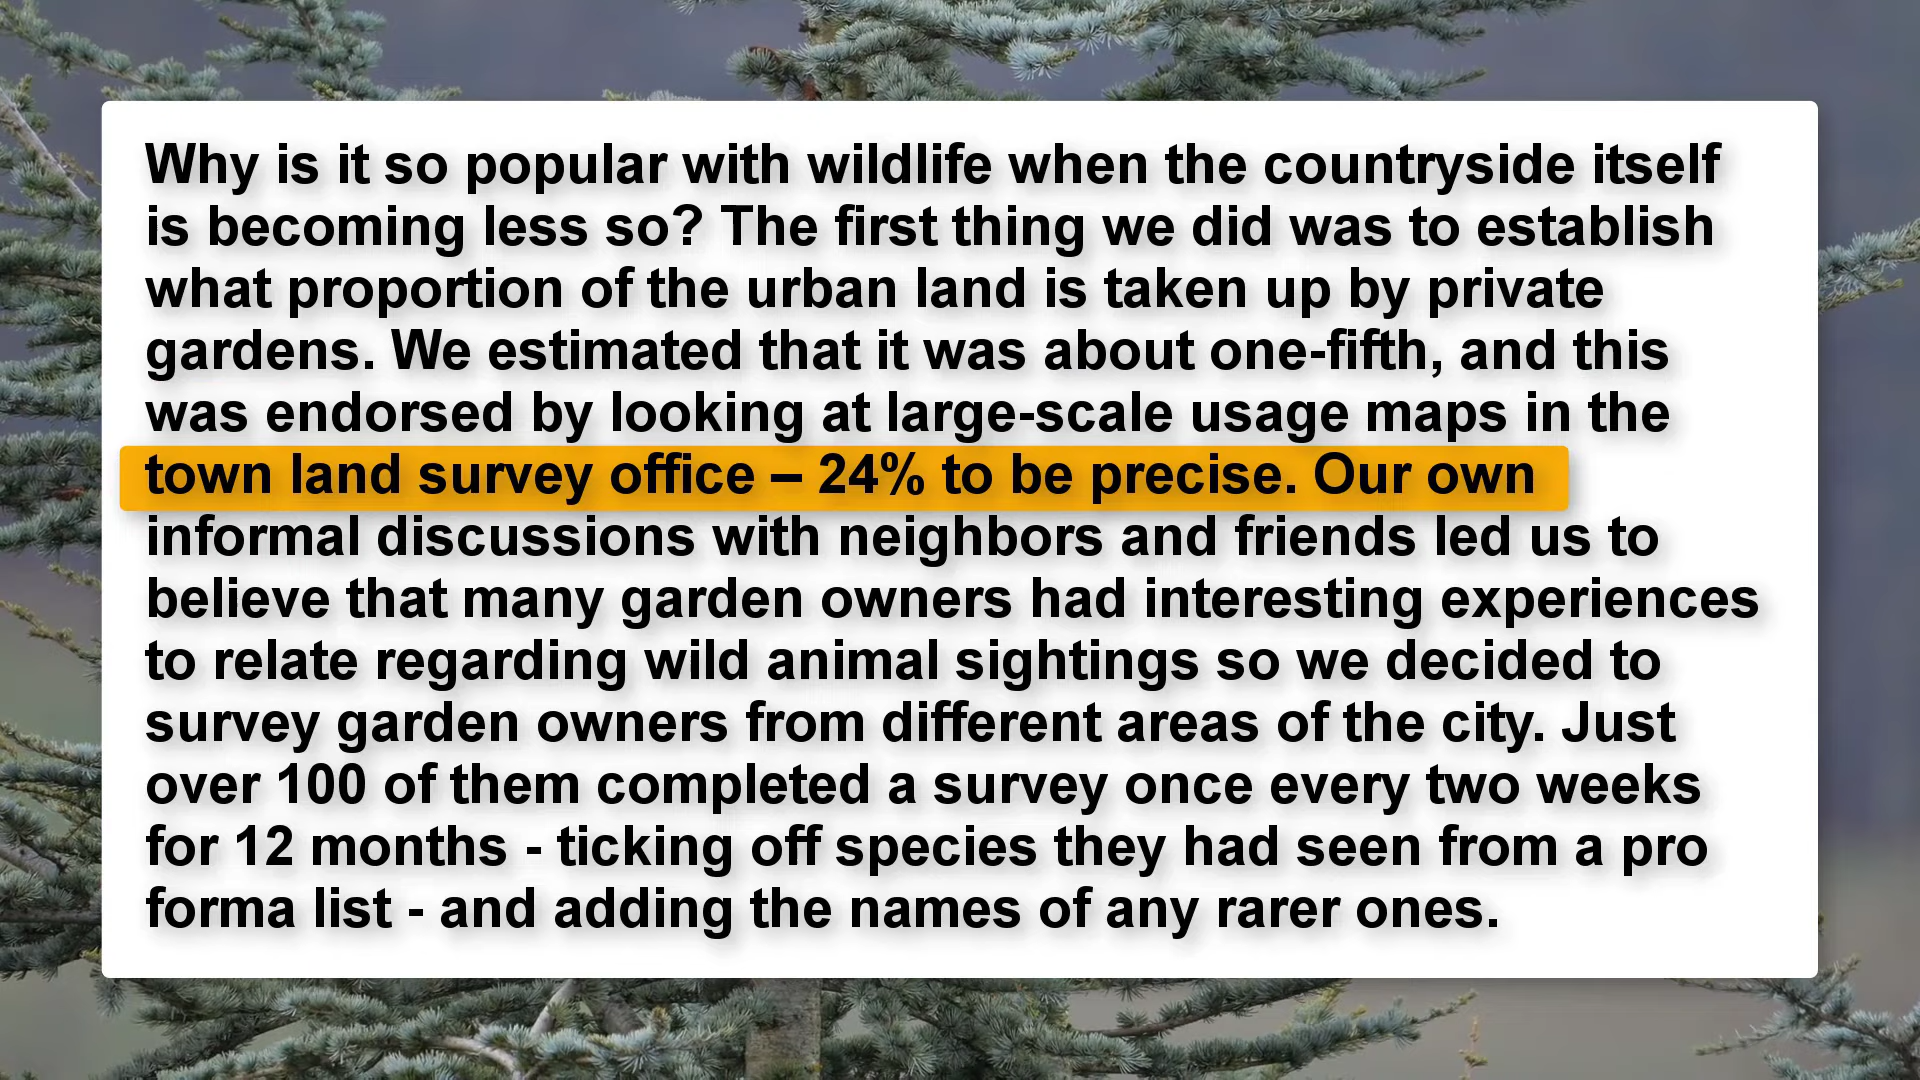 Why is it so popular with wildlife when the countryside itself
is becoming less so? The first thing we did was to establish
what proportion of the urban land is taken up by private
gardens. We estimated that it was about one-fifth, and this
was endorsed by looking at large-scale usage maps in the
town land survey office – 24% to be precise. Our own
informal discussions with neighbors and friends led us to
believe that many garden owners had interesting experiences
to relate regarding wild animal sightings so we decided to
survey garden owners from different areas of the city. Just
over 100 of them completed a survey once every two weeks
for 12 months - ticking off species they had seen from a pro
forma list - and adding the names of any rarer ones.